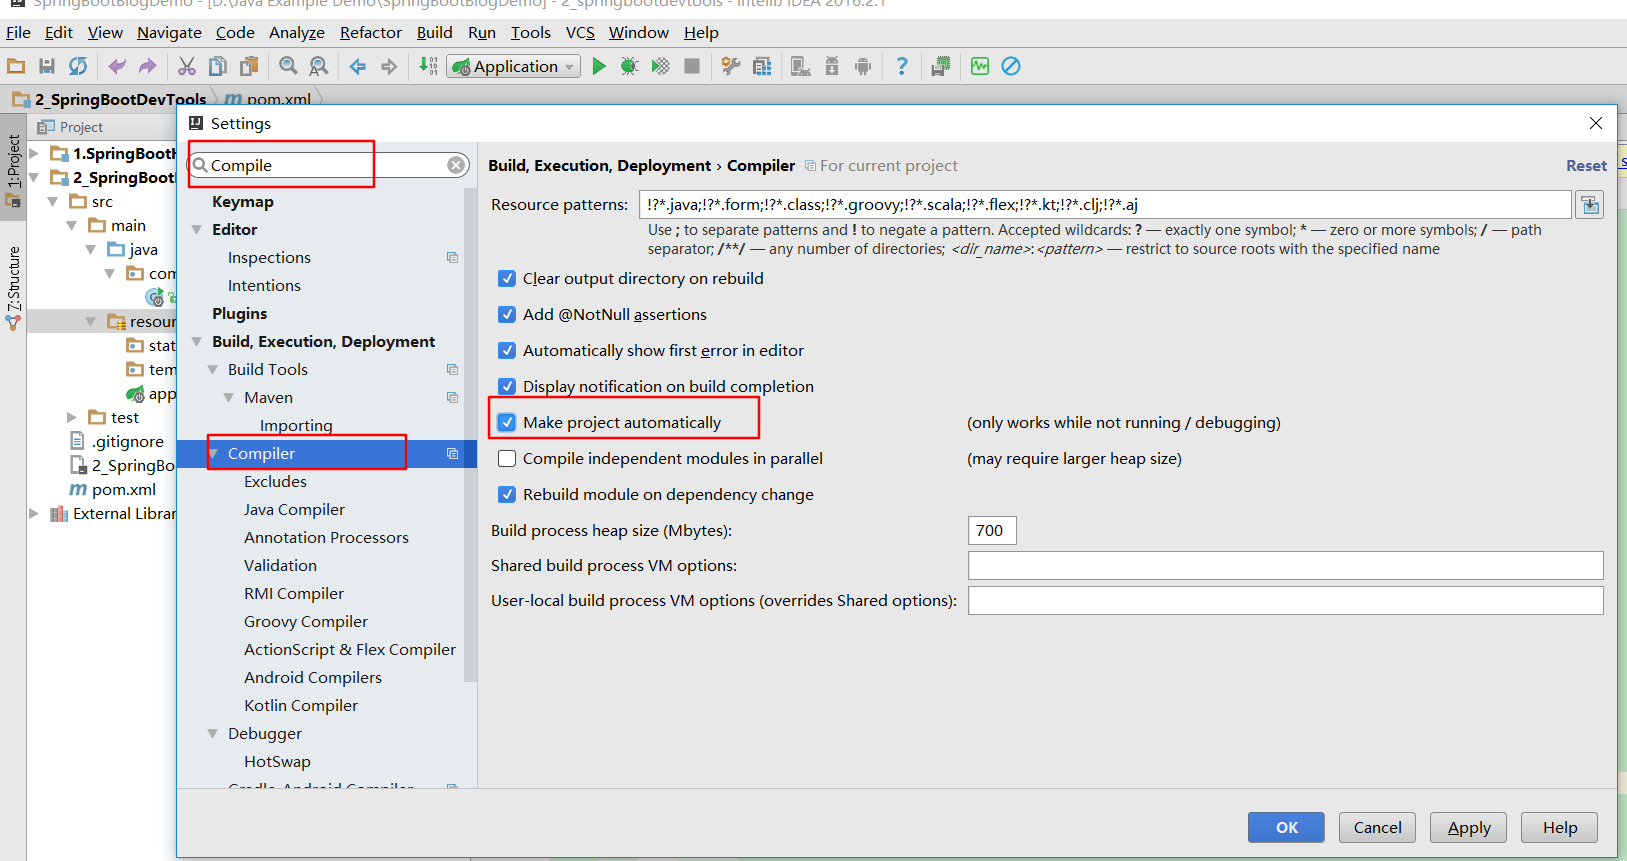 SpringBootBlogDemo - [D:\Java Example Demo\SpringBootBlogDemo] - 2_springbootdevtools - IntelliJ IDEA 2016.2.1
File Edit View Navigate Code Analyze Refactor Build Run Tools VCS Window Help
Application
2_SpringBootDevTools pom.xml
Project
1:Project
Z:Structure
1.SpringBootH
2_SpringBootI
src
main
java
com
resour
stat
tem
app
test
.gitignore
2_SpringBo
pom.xml
External Librar
Settings
Compile
Keymap
Editor
Inspections
Intentions
Plugins
Build, Execution, Deployment
Build Tools
Maven
Importing
Compiler
Excludes
Java Compiler
Annotation Processors
Validation
RMI Compiler
Groovy Compiler
ActionScript & Flex Compiler
Android Compilers
Kotlin Compiler
Debugger
HotSwap
Gradle-Android Compiler
Build, Execution, Deployment › Compiler For current project Reset
Resource patterns: !?*.java;!?*.form;!?*.class;!?*.groovy;!?*.scala;!?*.flex;!?*.kt;!?*.clj;!?*.aj
Use ; to separate patterns and ! to negate a pattern. Accepted wildcards: ? — exactly one symbol; * — zero or more symbols; / — path
separator; /**/ — any number of directories; <dir_name>:<pattern> — restrict to source roots with the specified name
Clear output directory on rebuild
Add @NotNull assertions
Automatically show first error in editor
Display notification on build completion
Make project automatically (only works while not running / debugging)
Compile independent modules in parallel (may require larger heap size)
Rebuild module on dependency change
Build process heap size (Mbytes): 700
Shared build process VM options:
User-local build process VM options (overrides Shared options):
OK Cancel Apply Help